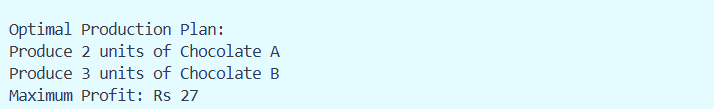 Optimal Production Plan:
Produce 2 units of Chocolate A
Produce 3 units of Chocolate B
Maximum Profit: Rs 27